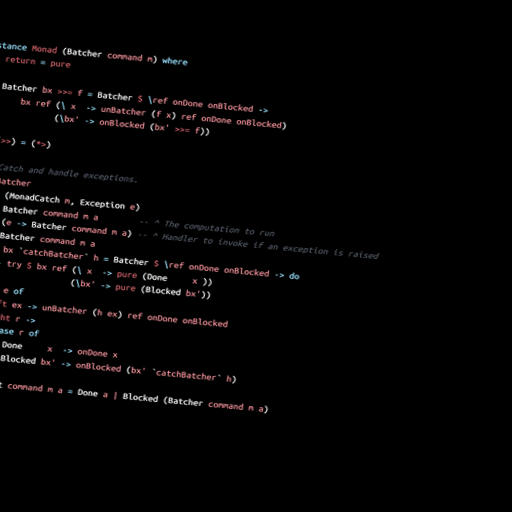 stance Monad (Batcher command m) where
return = pure
Batcher bx >>= f = Batcher $ \ref onDone onBlocked ->
bx ref (\ x -> unBatcher (f x) ref onDone onBlocked)
(\bx' -> onBlocked (bx' >>= f))
>>) = (*>)
Catch and handle exceptions.
Batcher
(MonadCatch m, Exception e)
Batcher command m a -- ^ The computation to run
(e -> Batcher command m a) -- ^ Handler to invoke if an exception is raised
Batcher command m a
bx `catchBatcher` h = Batcher $ \ref onDone onBlocked -> do
try $ bx ref (\ x -> pure (Done x ))
(\bx' -> pure (Blocked bx'))
e of
ft ex -> unBatcher (h ex) ref onDone onBlocked
ht r ->
ase r of
Done x -> onDone x
Blocked bx' -> onBlocked (bx' `catchBatcher` h)
t command m a = Done a | Blocked (Batcher command m a)